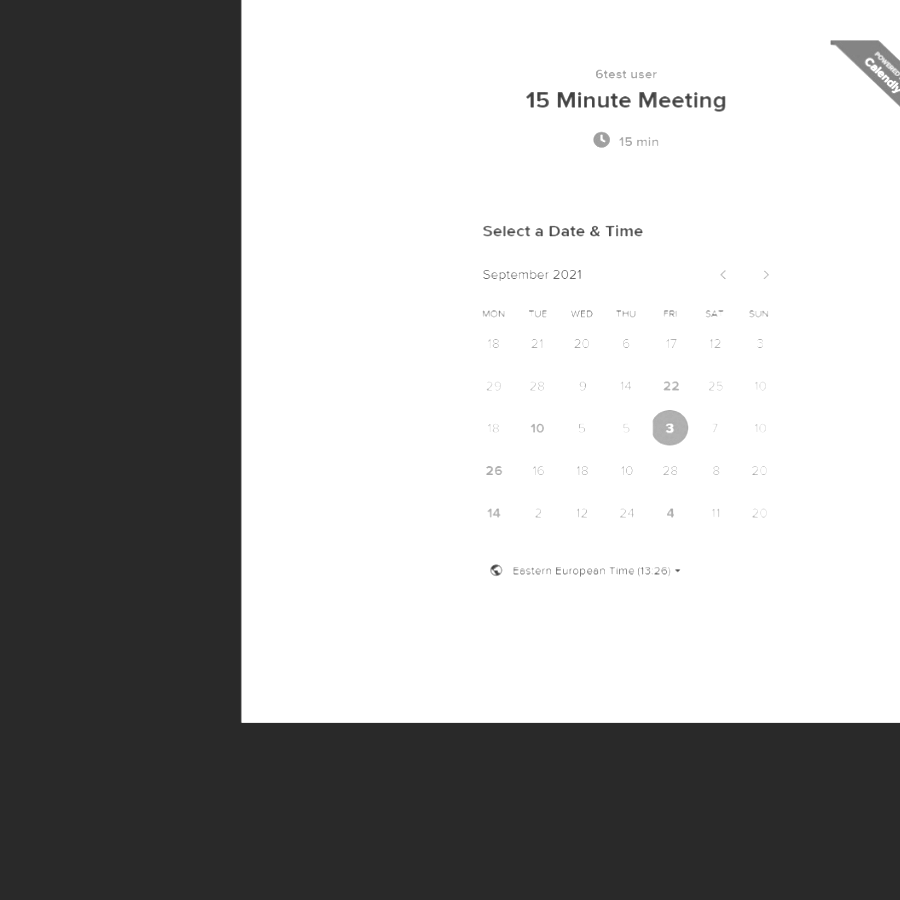 POWERED
Calendly
6test user
15 Minute Meeting
15 min
Select a Date & Time
September 2021
MON TUE WED THU FRI SAT SUN
18 21 20 6 17 12 3
29 28 9 14 22 25 10
18 10 5 5 3 7 10
26 16 18 10 28 8 20
14 2 12 24 4 11 20
Eastern European Time (13:26)